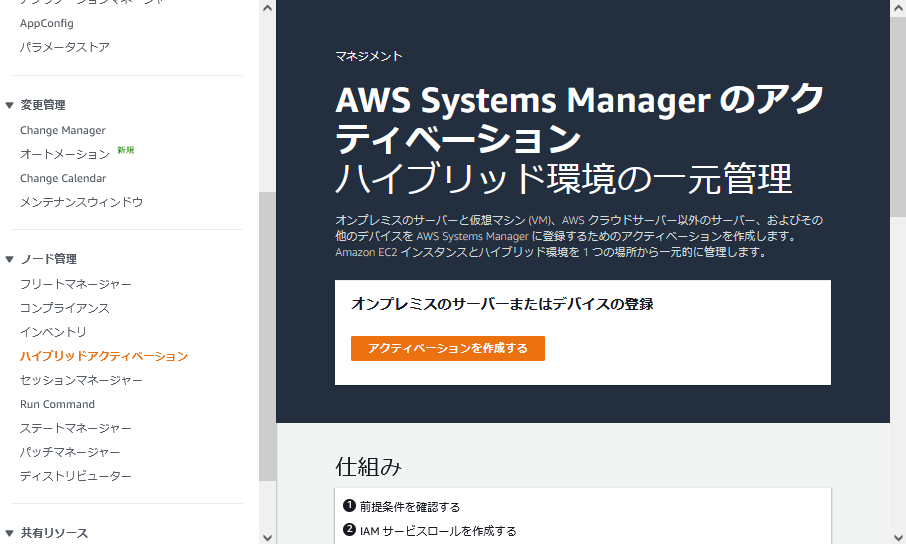 アプリケーションマネージャー
AppConfig
パラメータストア
変更管理
Change Manager
オートメーション 新規
Change Calendar
メンテナンスウィンドウ
ノード管理
フリートマネージャー
コンプライアンス
インベントリ
ハイブリッドアクティベーション
セッションマネージャー
Run Command
ステートマネージャー
パッチマネージャー
ディストリビューター
共有リソース
マネジメント
AWS Systems Manager のアク
ティベーション
ハイブリッド環境の一元管理
オンプレミスのサーバーと仮想マシン (VM)、AWS クラウドサーバー以外のサーバー、およびその
他のデバイスを AWS Systems Manager に登録するためのアクティベーションを作成します。
Amazon EC2 インスタンスとハイブリッド環境を 1 つの場所から一元的に管理します。
オンプレミスのサーバーまたはデバイスの登録
アクティベーションを作成する
仕組み
1 前提条件を確認する
2 IAM サービスロールを作成する